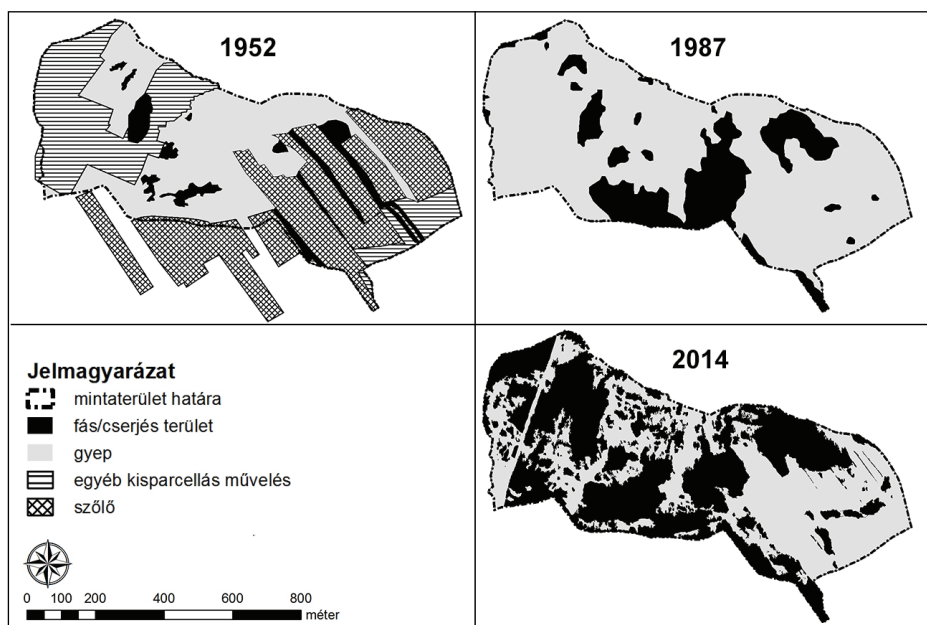 1952
1987
2014
Jelmagyarázat
mintaterület határa
fás/cserjés terület
gyep
egyéb kisparcellás művelés
szőlő
0 100 200 400 600 800
méter